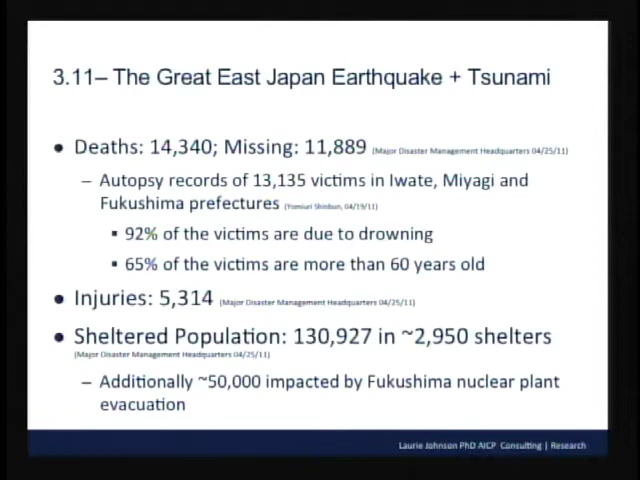 3.11– The Great East Japan Earthquake + Tsunami
• Deaths: 14,340; Missing: 11,889 (Major Disaster Management Headquarters 04/25/11)
– Autopsy records of 13,135 victims in Iwate, Miyagi and
Fukushima prefectures (Yomiuri Shinbun, 04/19/11)
▪ 92% of the victims are due to drowning
▪ 65% of the victims are more than 60 years old
• Injuries: 5,314 (Major Disaster Management Headquarters 04/25/11)
• Sheltered Population: 130,927 in ~2,950 shelters
(Major Disaster Management Headquarters 04/25/11)
– Additionally ~50,000 impacted by Fukushima nuclear plant
evacuation
Laurie Johnson PhD AICP Consulting | Research